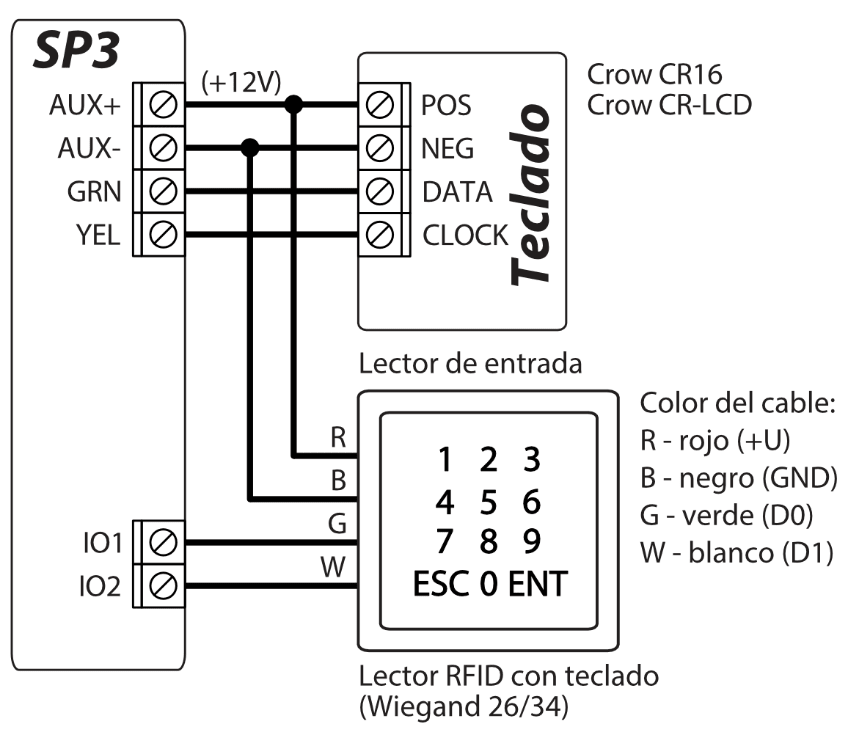 SP3
(+12V)
AUX+
AUX-
GRN
YEL
POS
NEG
DATA
CLOCK
Teclado
Crow CR16
Crow CR-LCD
Lector de entrada
R
B
G
W
IO1
IO2
1 2 3
4 5 6
7 8 9
ESC 0 ENT
Color del cable:
R - rojo (+U)
B - negro (GND)
G - verde (D0)
W - blanco (D1)
Lector RFID con teclado
(Wiegand 26/34)